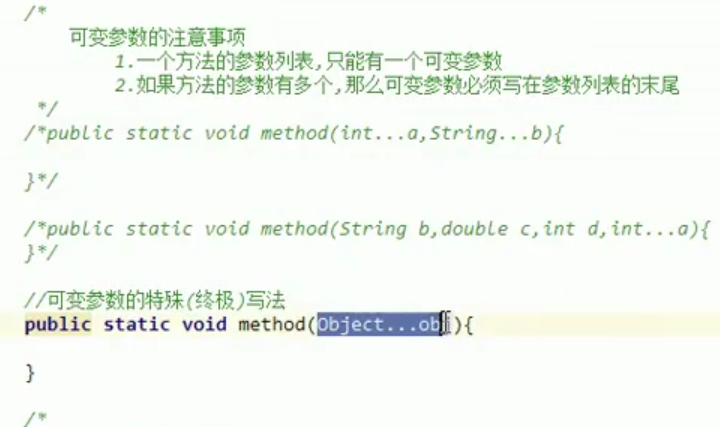 /*
可变参数的注意事项
1.一个方法的参数列表,只能有一个可变参数
2.如果方法的参数有多个,那么可变参数必须写在参数列表的末尾
*/
/*public static void method(int...a,String...b){
}*/
/*public static void method(String b,double c,int d,int...a){
}*/
//可变参数的特殊(终极)写法
public static void method(Object...obj){
}
/*